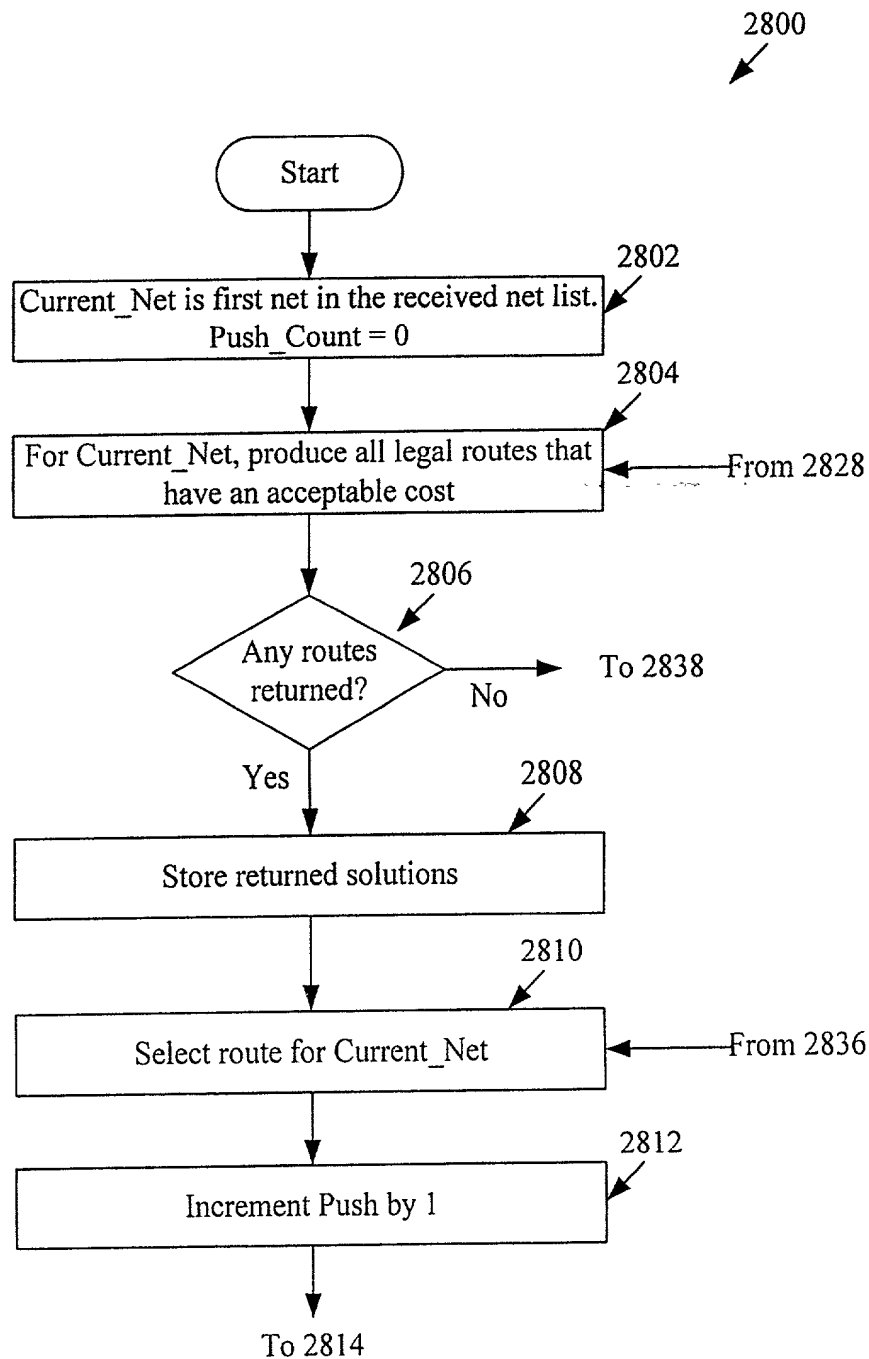 2800
Start
2802
Current_Net is first net in the received net list.
Push_Count = 0
2804
For Current_Net, produce all legal routes that
have an acceptable cost
From 2828
2806
Any routes
returned?
No
To 2838
Yes
2808
Store returned solutions
2810
Select route for Current_Net
From 2836
2812
Increment Push by 1
To 2814